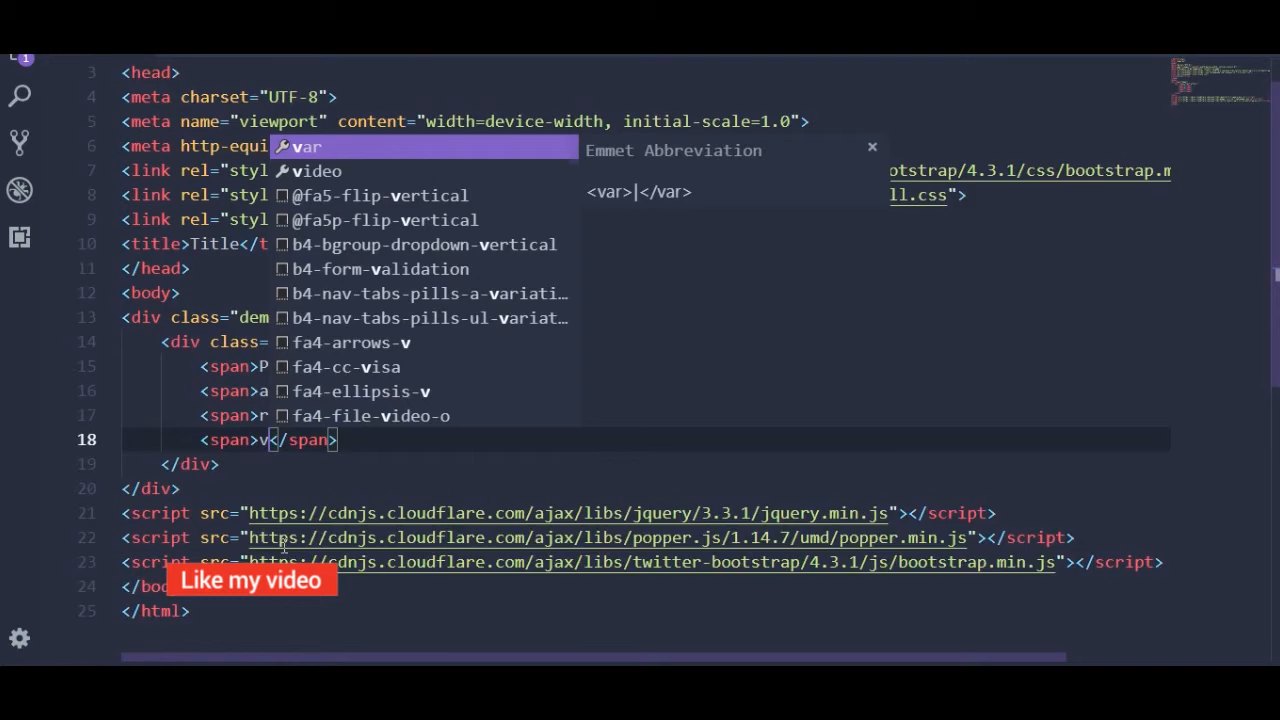 1
3 <head>
4 <meta charset="UTF-8">
5 <meta name="viewport" content="width=device-width, initial-scale=1.0">
6 <meta http-equi
7 <link rel="styl otstrap/4.3.1/css/bootstrap.m
8 <link rel="styl ll.css">
9 <link rel="styl
10 <title>Title</t
11 </head>
12 <body>
13 <div class="dem
14 <div class=
15 <span>P
16 <span>a
17 <span>r
18 <span>v</span>
19 </div>
20 </div>
21 <script src="https://cdnjs.cloudflare.com/ajax/libs/jquery/3.3.1/jquery.min.js"></script>
22 <script src="https://cdnjs.cloudflare.com/ajax/libs/popper.js/1.14.7/umd/popper.min.js"></script>
23 <script src="https://cdnjs.cloudflare.com/ajax/libs/twitter-bootstrap/4.3.1/js/bootstrap.min.js"></script>
24 </bo
25 </html>
var
video
@fa5-flip-vertical
@fa5p-flip-vertical
b4-bgroup-dropdown-vertical
b4-form-validation
b4-nav-tabs-pills-a-variati…
b4-nav-tabs-pills-ul-variat…
fa4-arrows-v
fa4-cc-visa
fa4-ellipsis-v
fa4-file-video-o
Emmet Abbreviation
<var>|</var>
Like my video